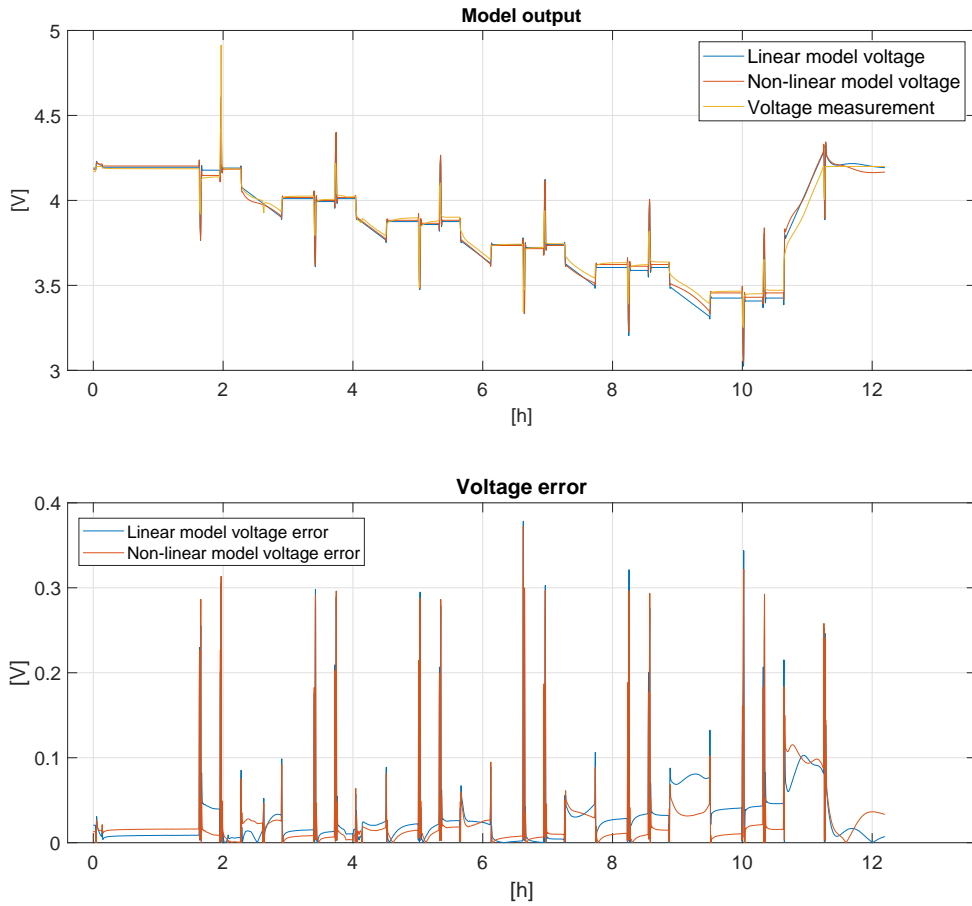 Model output
5
4.5
4
3.5
3
[V]
Linear model voltage
Non-linear model voltage
Voltage measurement
0 2 4 6 8 10 12
[h]
Voltage error
0.4
0.3
0.2
0.1
0
[V]
Linear model voltage error
Non-linear model voltage error
0 2 4 6 8 10 12
[h]